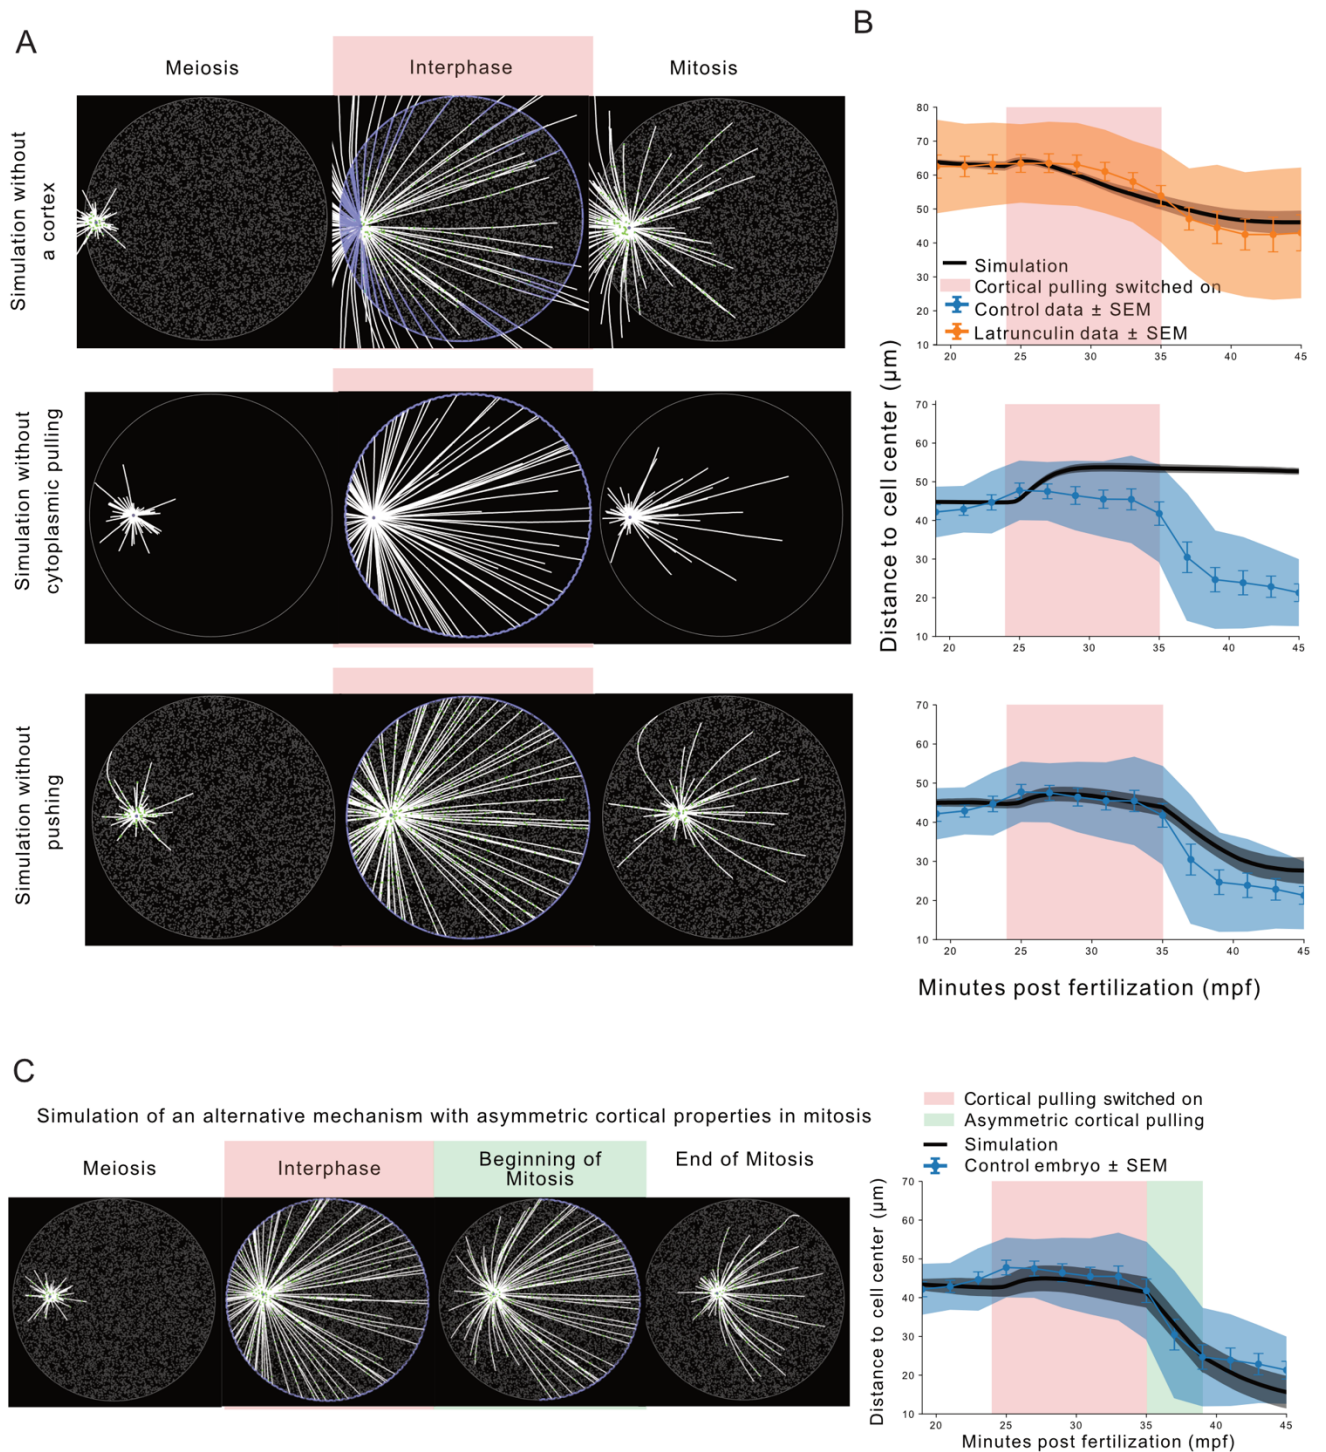 A
B
Meiosis
Interphase
Mitosis
Simulation without
a cortex
Simulation without
cytoplasmic pulling
Simulation without
pushing
80
70
60
50
40
30
20
10
20
25
30
35
40
45
Simulation
Cortical pulling switched on
Control data ± SEM
Latrunculin data ± SEM
Distance to cell center (µm)
70
60
50
40
30
20
10
20
25
30
35
40
45
70
60
50
40
30
20
10
20
25
30
35
40
45
Minutes post fertilization (mpf)
C
Simulation of an alternative mechanism with asymmetric cortical properties in mitosis
Meiosis
Interphase
Beginning of
Mitosis
End of Mitosis
Cortical pulling switched on
Asymmetric cortical pulling
Simulation
Control embryo ± SEM
Distance to cell center (µm)
70
60
50
40
30
20
10
20
25
30
35
40
45
Minutes post fertilization (mpf)